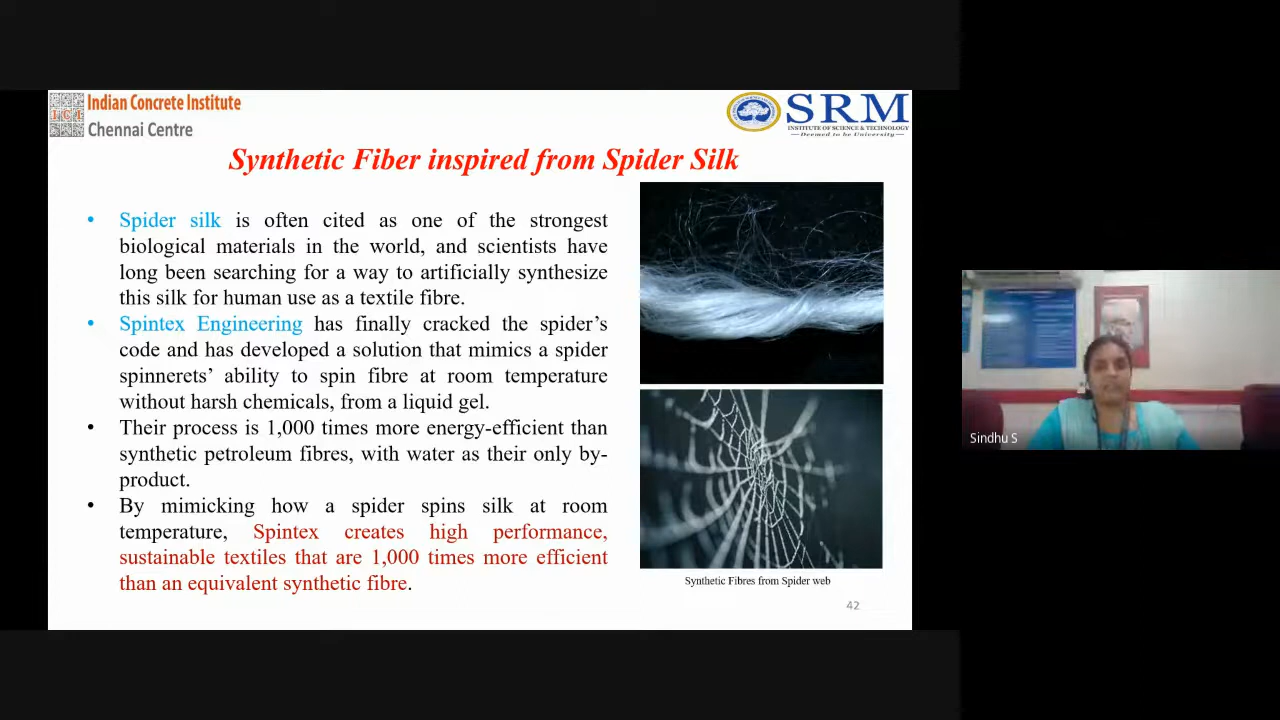 Indian Concrete Institute
Chennai Centre
ICI
SRM
INSTITUTE OF SCIENCE & TECHNOLOGY
Deemed to be University
Synthetic Fiber inspired from Spider Silk
• Spider silk is often cited as one of the strongest
biological materials in the world, and scientists have
long been searching for a way to artificially synthesize
this silk for human use as a textile fibre.
• Spintex Engineering has finally cracked the spider's
code and has developed a solution that mimics a spider
spinnerets' ability to spin fibre at room temperature
without harsh chemicals, from a liquid gel.
• Their process is 1,000 times more energy-efficient than
synthetic petroleum fibres, with water as their only by-
product.
• By mimicking how a spider spins silk at room
temperature, Spintex creates high performance,
sustainable textiles that are 1,000 times more efficient
than an equivalent synthetic fibre.
Synthetic Fibres from Spider web
42
Sindhu S